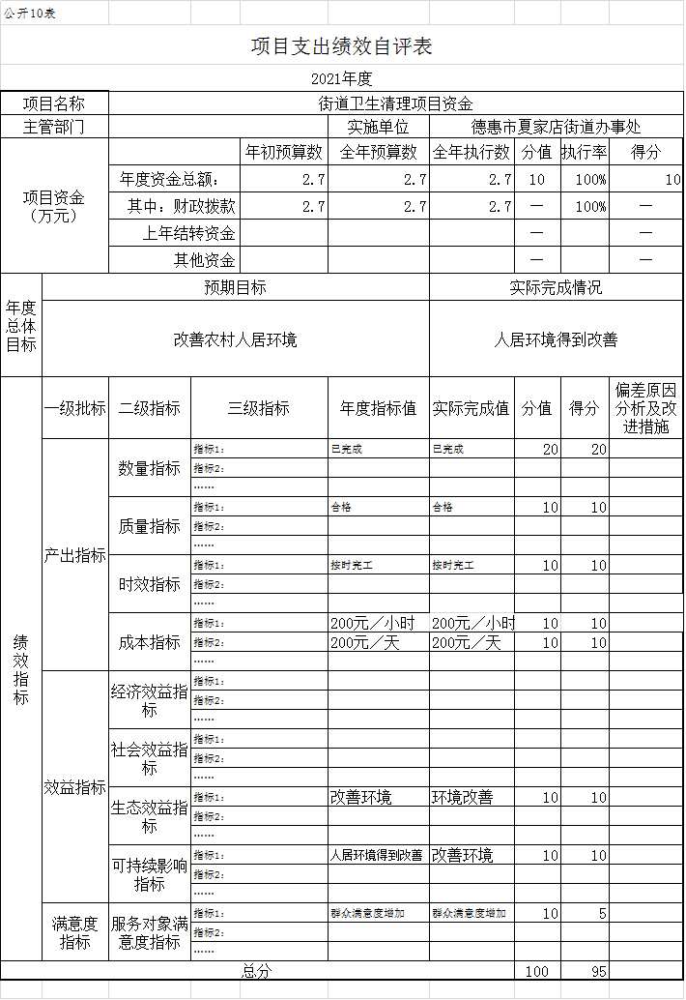 公开10表
项目支出绩效自评表
2021年度
项目名称 街道卫生清理项目资金
主管部门 实施单位 德惠市夏家店街道办事处
项目资金
（万元）
年初预算数 全年预算数 全年执行数 分值 执行率 得分
年度资金总额： 2.7 2.7 2.7 10 100% 10
其中：财政拨款 2.7 2.7 2.7 — 100% —
上年结转资金 — —
其他资金 — —
年度
总体
目标
预期目标 实际完成情况
改善农村人居环境 人居环境得到改善
绩
效
指
标
一级批标 二级指标 三级指标 年度指标值 实际完成值 分值 得分 偏差原因
分析及改
进措施
产出指标
数量指标
指标1： 已完成 已完成 20 20
指标2：
……
质量指标
指标1： 合格 合格 10 10
指标2：
……
时效指标
指标1： 按时完工 按时完工 10 10
指标2：
……
成本指标
指标1： 200元／小时 200元／小时 10 10
指标2： 200元／天 200元／天 10 10
……
效益指标
经济效益指
标
指标1：
指标2：
……
社会效益指
标
指标1：
指标2：
……
生态效益指
标
指标1： 改善环境 环境改善 10 10
指标2：
……
可持续影响
指标
指标1： 人居环境得到改善 改善环境 10 10
指标2：
……
满意度
指标
服务对象满
意度指标
指标1： 群众满意度增加 群众满意度增加 10 5
指标2：
……
总分 100 95